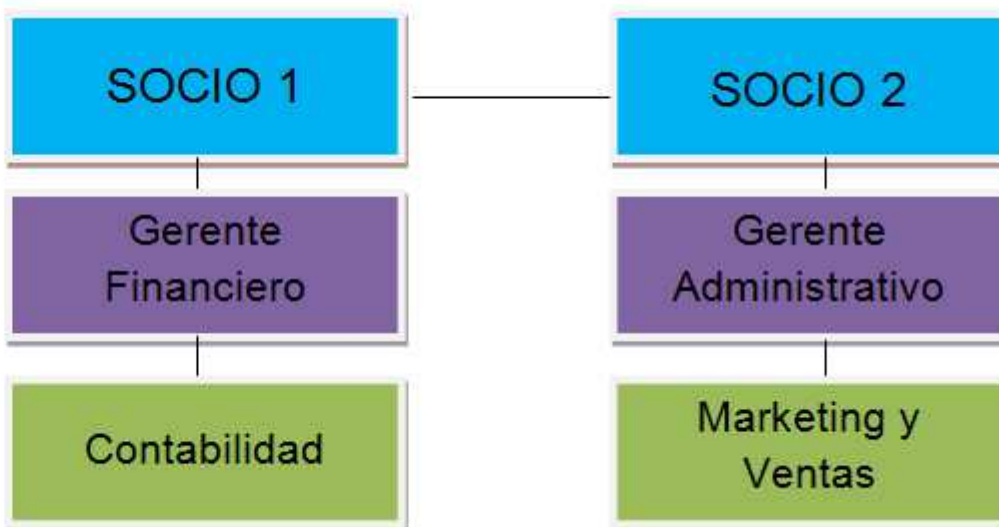 SOCIO 1
SOCIO 2
Gerente
Financiero
Gerente
Administrativo
Contabilidad
Marketing y
Ventas